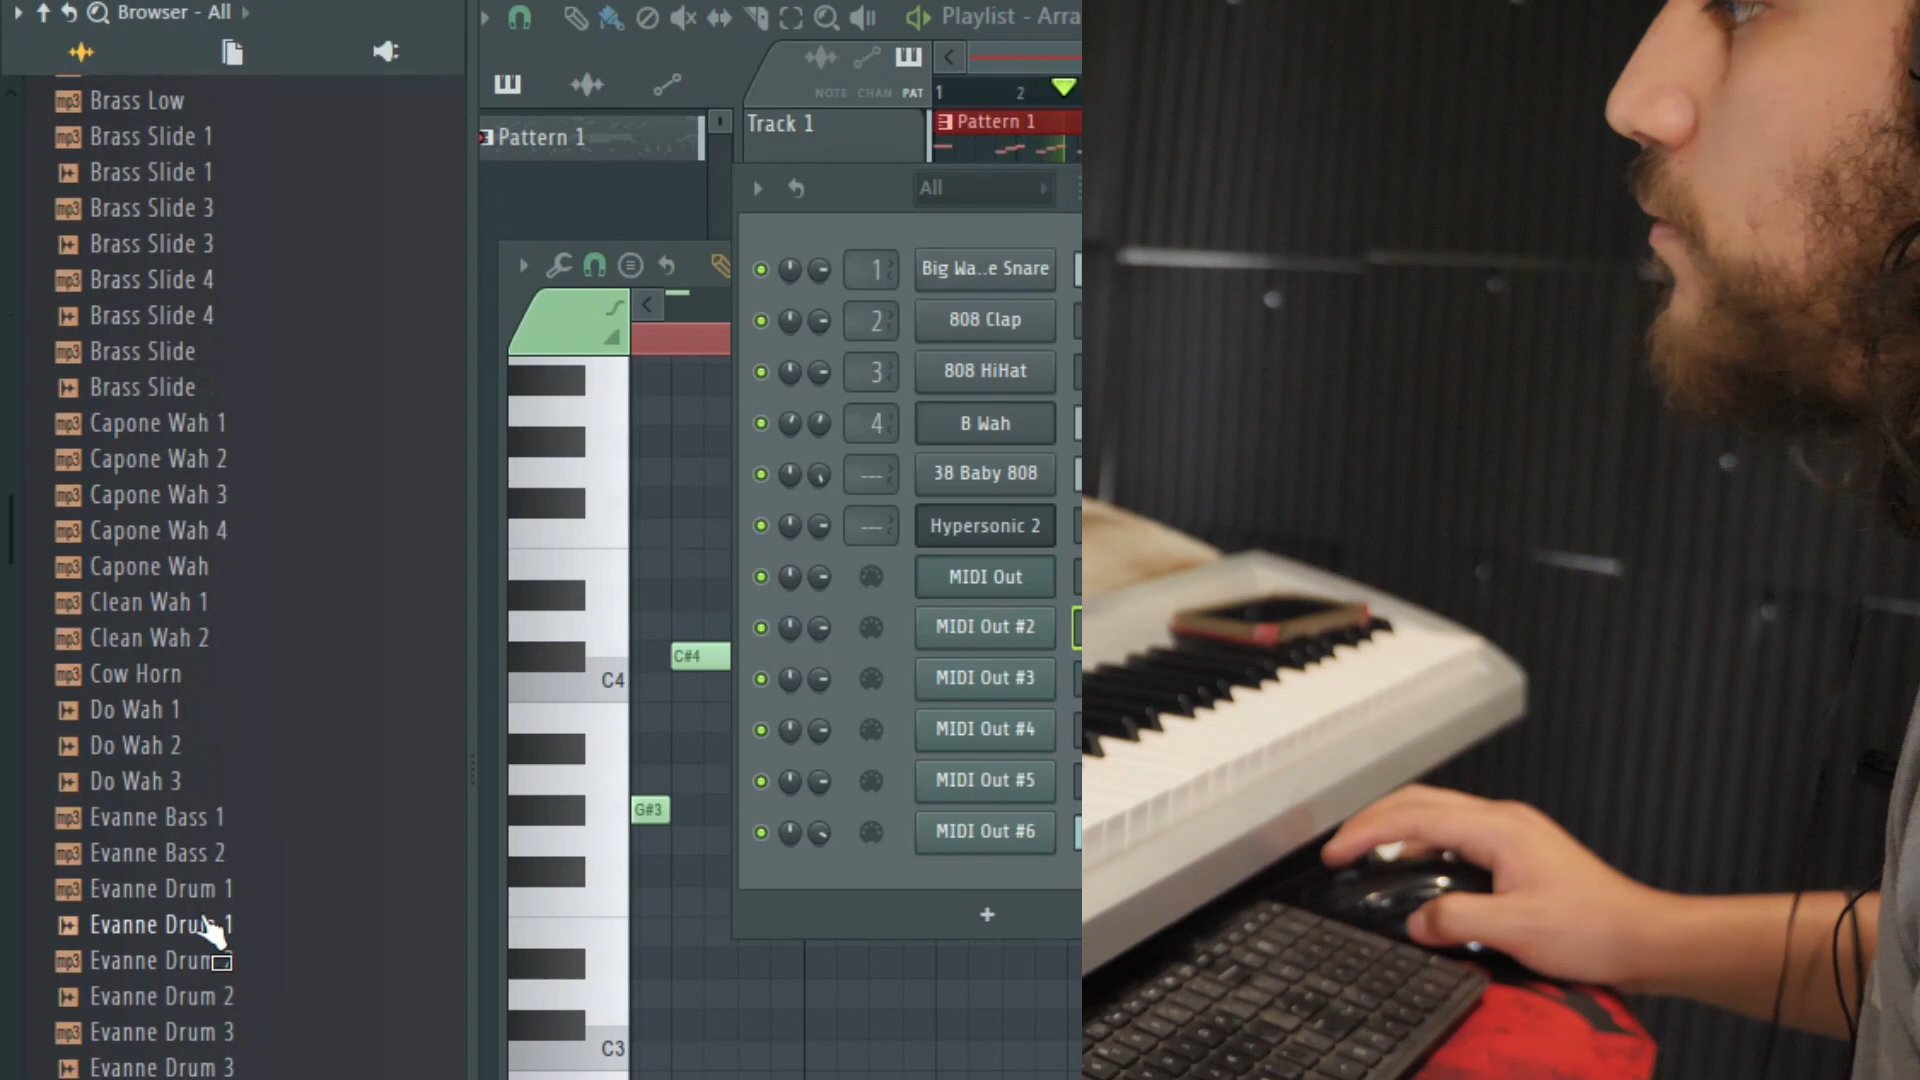 Browser - All
Brass Low
Brass Slide 1
Brass Slide 1
Brass Slide 3
Brass Slide 3
Brass Slide 4
Brass Slide 4
Brass Slide
Brass Slide
Capone Wah 1
Capone Wah 2
Capone Wah 3
Capone Wah 4
Capone Wah
Clean Wah 1
Clean Wah 2
Cow Horn
Do Wah 1
Do Wah 2
Do Wah 3
Evanne Bass 1
Evanne Bass 2
Evanne Drum 1
Evanne Drum 1
Evanne Drum
Evanne Drum 2
Evanne Drum 3
Evanne Drum 3
Playlist - Arra
NOTE CHAN PAT
1 2
Pattern 1
Track 1
Pattern 1
All
1 Big Wa..e Snare
2 808 Clap
3 808 HiHat
4 B Wah
--- 38 Baby 808
--- Hypersonic 2
MIDI Out
MIDI Out #2
MIDI Out #3
MIDI Out #4
MIDI Out #5
MIDI Out #6
+
C#4
C4
G#3
C3